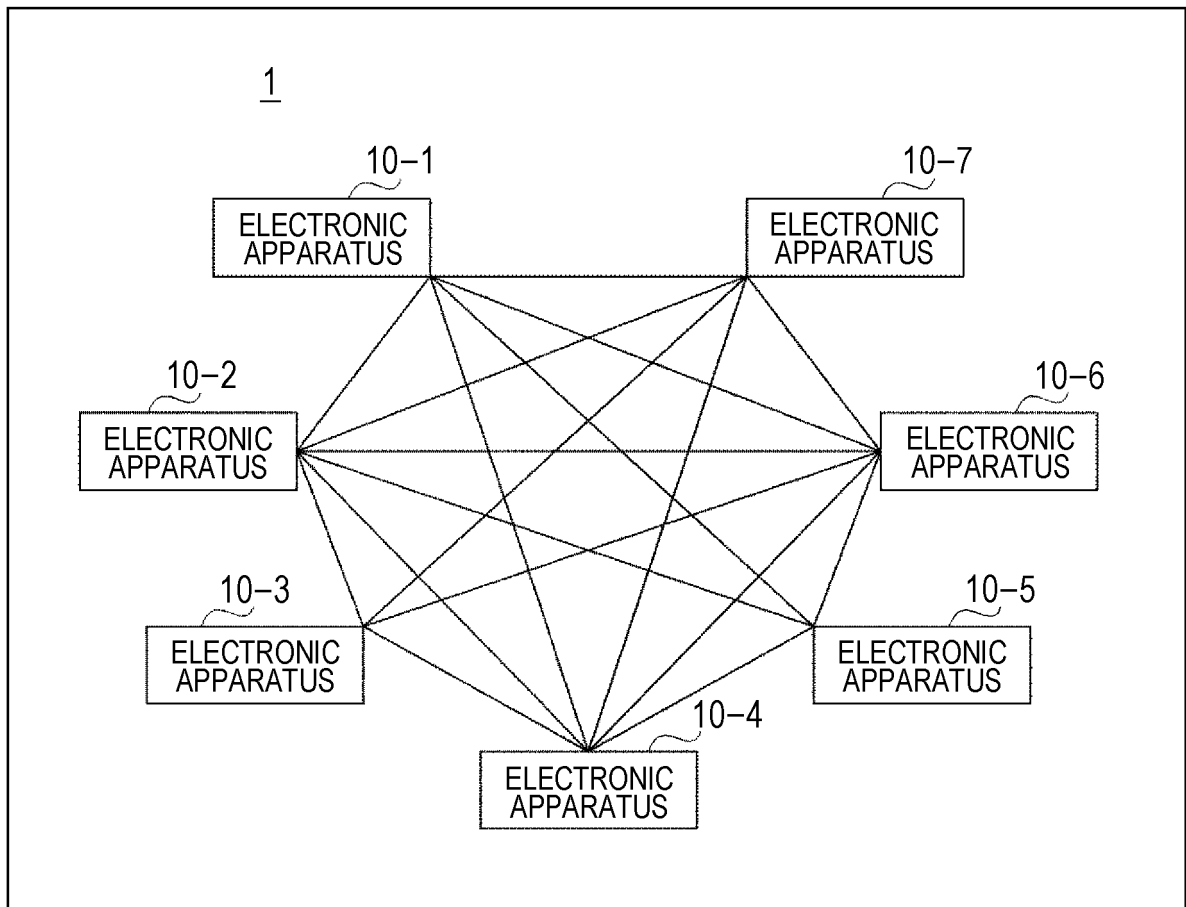 1
10-1
ELECTRONIC
APPARATUS
10-7
ELECTRONIC
APPARATUS
10-2
ELECTRONIC
APPARATUS
10-6
ELECTRONIC
APPARATUS
10-3
ELECTRONIC
APPARATUS
10-5
ELECTRONIC
APPARATUS
10-4
ELECTRONIC
APPARATUS